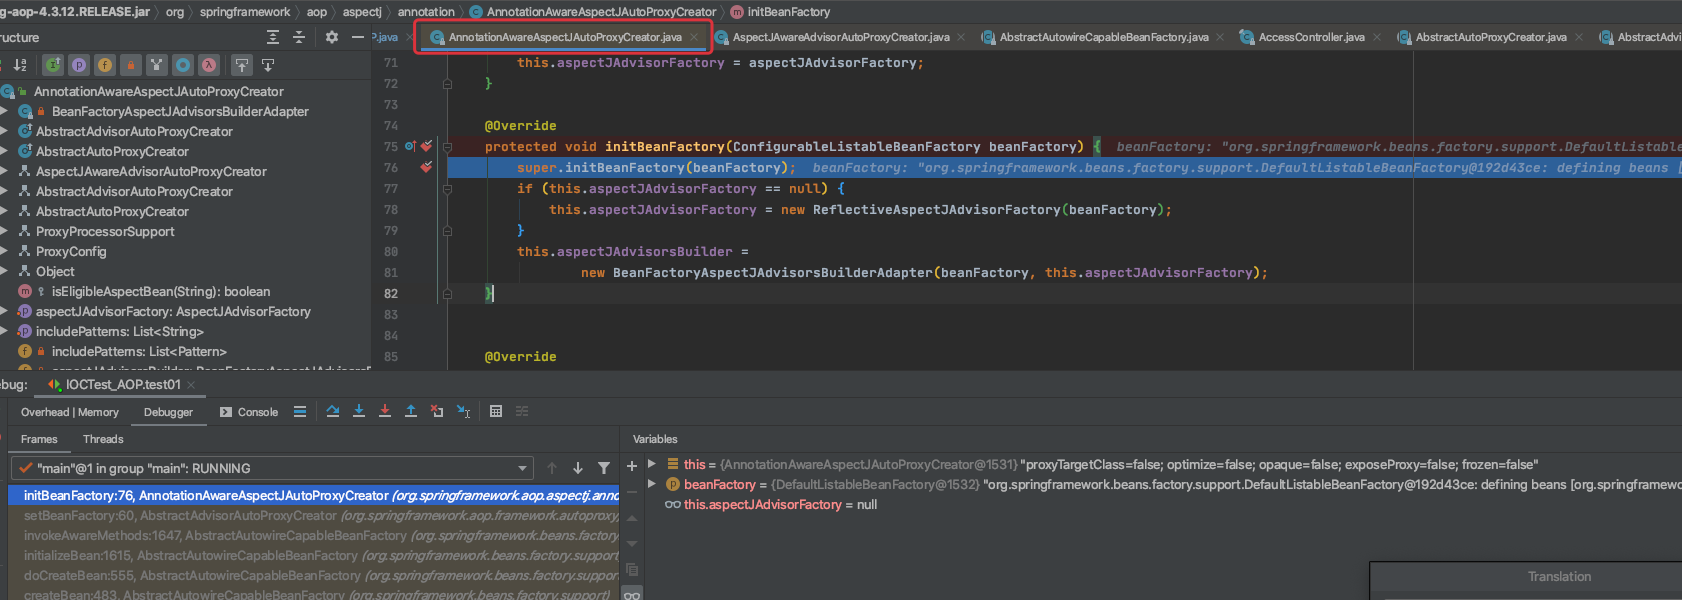 g-aop-4.3.12.RELEASE.jar › org › springframework › aop › aspectj › annotation › AnnotationAwareAspectJAutoProxyCreator › initBeanFactory
ructure
P.java AnnotationAwareAspectJAutoProxyCreator.java AspectJAwareAdvisorAutoProxyCreator.java AbstractAutowireCapableBeanFactory.java AccessController.java AbstractAutoProxyCreator.java AbstractAdvi
AnnotationAwareAspectJAutoProxyCreator
BeanFactoryAspectJAdvisorsBuilderAdapter
AbstractAdvisorAutoProxyCreator
AbstractAutoProxyCreator
AspectJAwareAdvisorAutoProxyCreator
AbstractAdvisorAutoProxyCreator
AbstractAutoProxyCreator
ProxyProcessorSupport
ProxyConfig
Object
isEligibleAspectBean(String): boolean
aspectJAdvisorFactory: AspectJAdvisorFactory
includePatterns: List<String>
includePatterns: List<Pattern>
71 this.aspectJAdvisorFactory = aspectJAdvisorFactory;
72 }
73
74 @Override
75 protected void initBeanFactory(ConfigurableListableBeanFactory beanFactory) { beanFactory: "org.springframework.beans.factory.support.DefaultListable
76 super.initBeanFactory(beanFactory); beanFactory: "org.springframework.beans.factory.support.DefaultListableBeanFactory@192d43ce: defining beans [
77 if (this.aspectJAdvisorFactory == null) {
78 this.aspectJAdvisorFactory = new ReflectiveAspectJAdvisorFactory(beanFactory);
79 }
80 this.aspectJAdvisorsBuilder =
81 new BeanFactoryAspectJAdvisorsBuilderAdapter(beanFactory, this.aspectJAdvisorFactory);
82 }
83
84
85 @Override
ebug: IOCTest_AOP.test01
Overhead | Memory Debugger Console
Frames Threads
"main"@1 in group "main": RUNNING
initBeanFactory:76, AnnotationAwareAspectJAutoProxyCreator (org.springframework.aop.aspectj.anno
setBeanFactory:60, AbstractAdvisorAutoProxyCreator (org.springframework.aop.framework.autoproxy
invokeAwareMethods:1647, AbstractAutowireCapableBeanFactory (org.springframework.beans.factory
initializeBean:1615, AbstractAutowireCapableBeanFactory (org.springframework.beans.factory.support
doCreateBean:555, AbstractAutowireCapableBeanFactory (org.springframework.beans.factory.suppor
createBean:483, AbstractAutowireCapableBeanFactory (org.springframework.beans.factory.support)
Variables
this = {AnnotationAwareAspectJAutoProxyCreator@1531} "proxyTargetClass=false; optimize=false; opaque=false; exposeProxy=false; frozen=false"
beanFactory = {DefaultListableBeanFactory@1532} "org.springframework.beans.factory.support.DefaultListableBeanFactory@192d43ce: defining beans [org.springframewo
this.aspectJAdvisorFactory = null
Translation